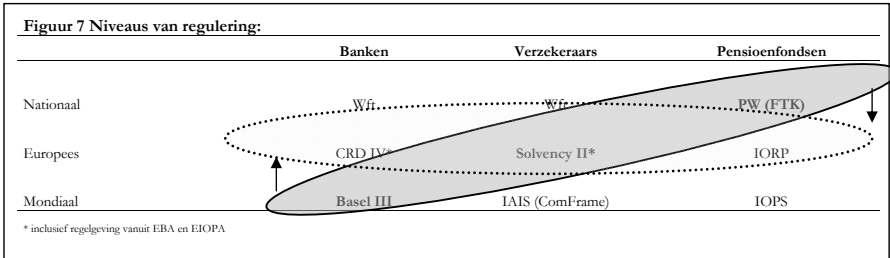 Figuur 7 Niveaus van regulering:
Banken Verzekeraars Pensioenfondsen
Nationaal Wft Wft PW (FTK)
Europees CRD IV* Solvency II* IORP
Mondiaal Basel III IAIS (ComFrame) IOPS
* inclusief regelgeving vanuit EBA en EIOPA